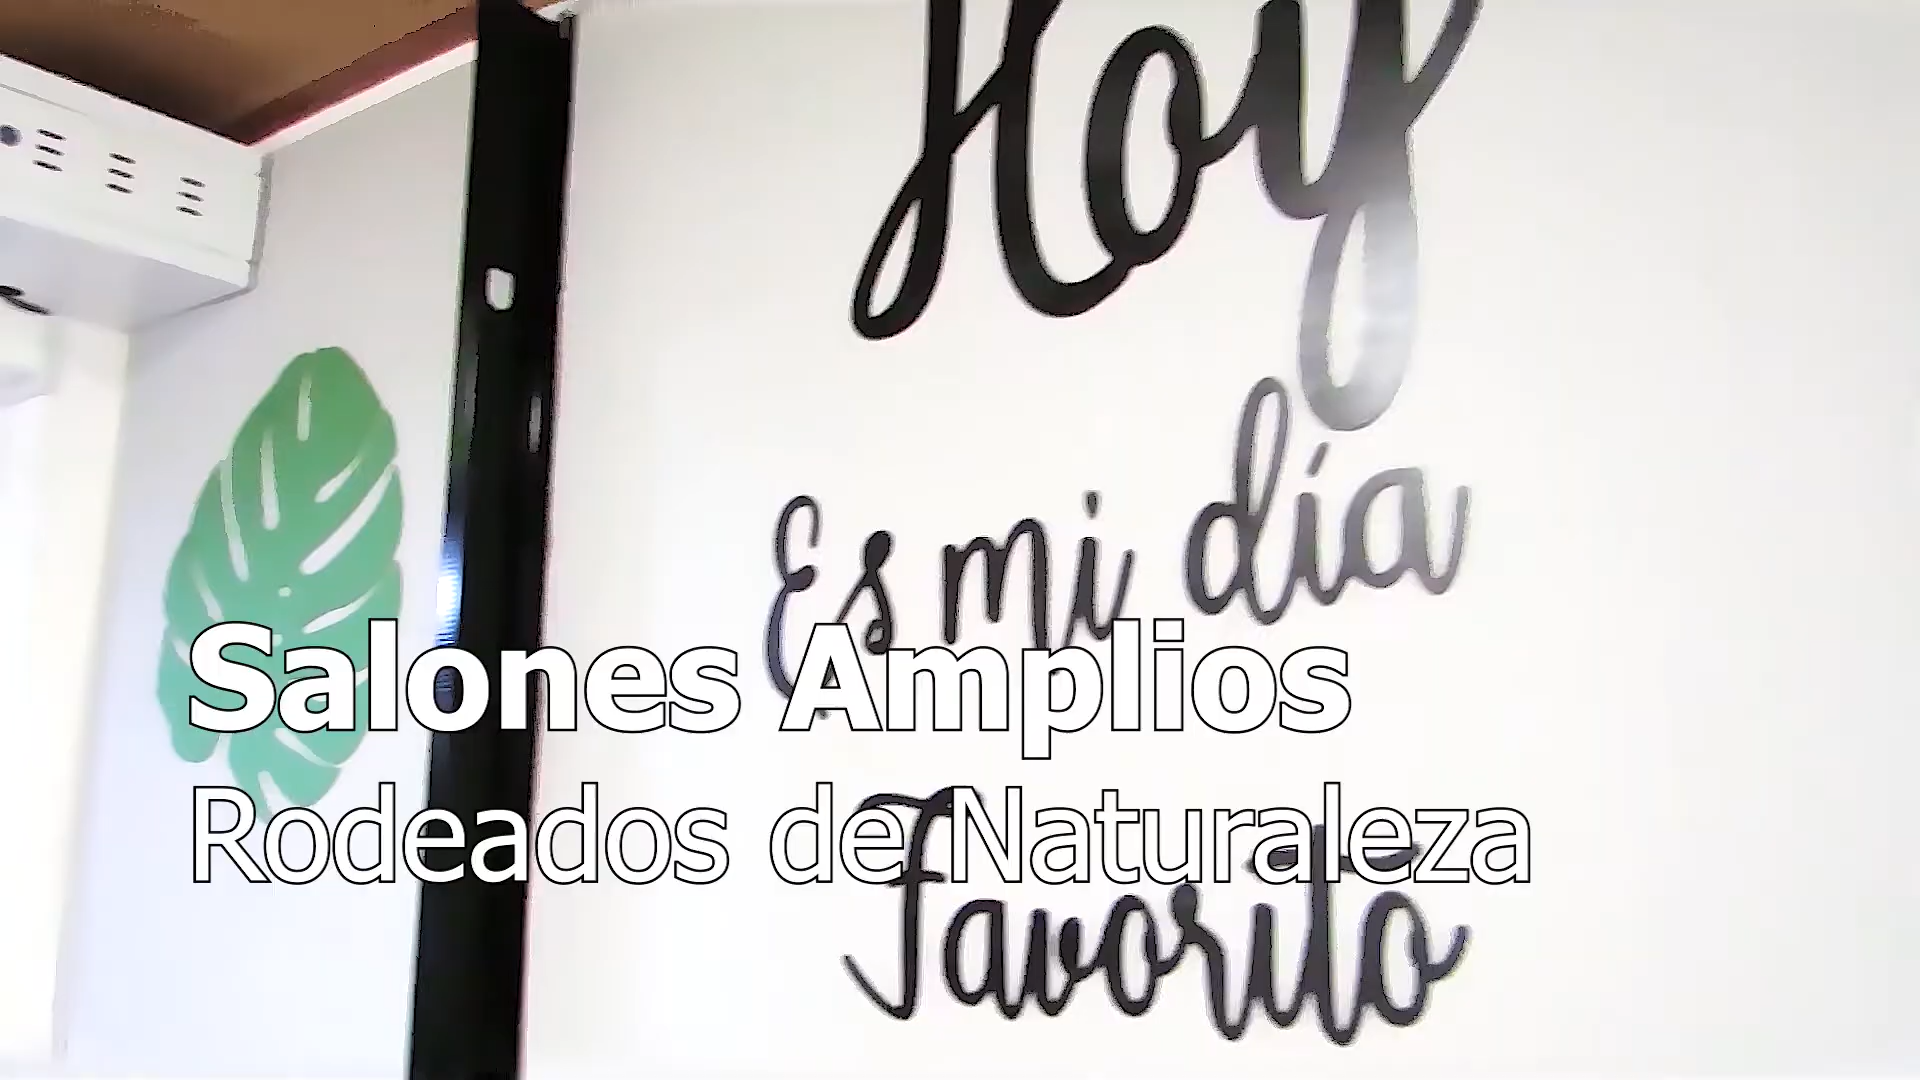 Hoy
Es mi día
Salones Amplios
Rodeados de Naturaleza
Favorito